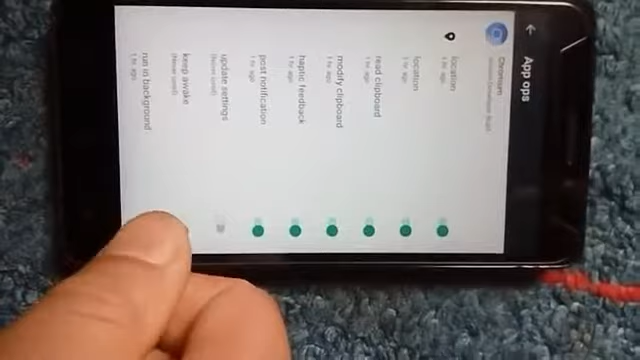 App ops
Chromium
location
1 hr ago
location
1 hr ago
read clipboard
1 hr ago
modify clipboard
1 hr ago
haptic feedback
1 hr ago
post notification
1 hr ago
update settings
(Never used)
keep awake
(Never used)
run in background
1 hr ago